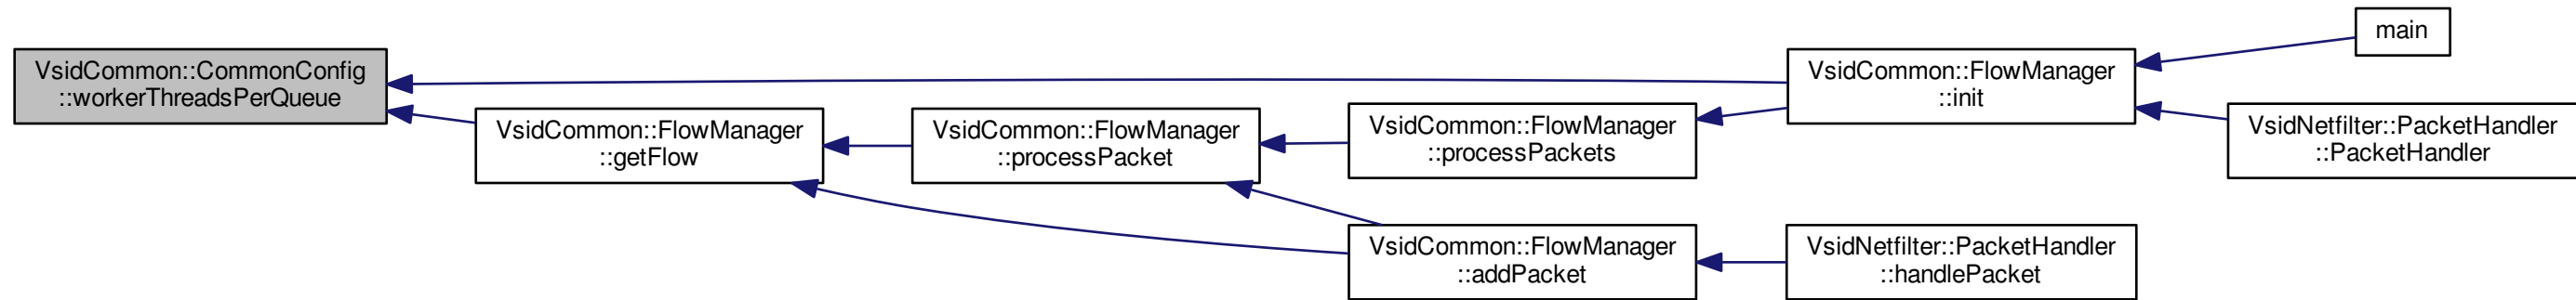 VsidCommon::CommonConfig
::workerThreadsPerQueue
VsidCommon::FlowManager
::getFlow
VsidCommon::FlowManager
::processPacket
VsidCommon::FlowManager
::processPackets
VsidCommon::FlowManager
::addPacket
VsidCommon::FlowManager
::init
VsidNetfilter::PacketHandler
::handlePacket
main
VsidNetfilter::PacketHandler
::PacketHandler